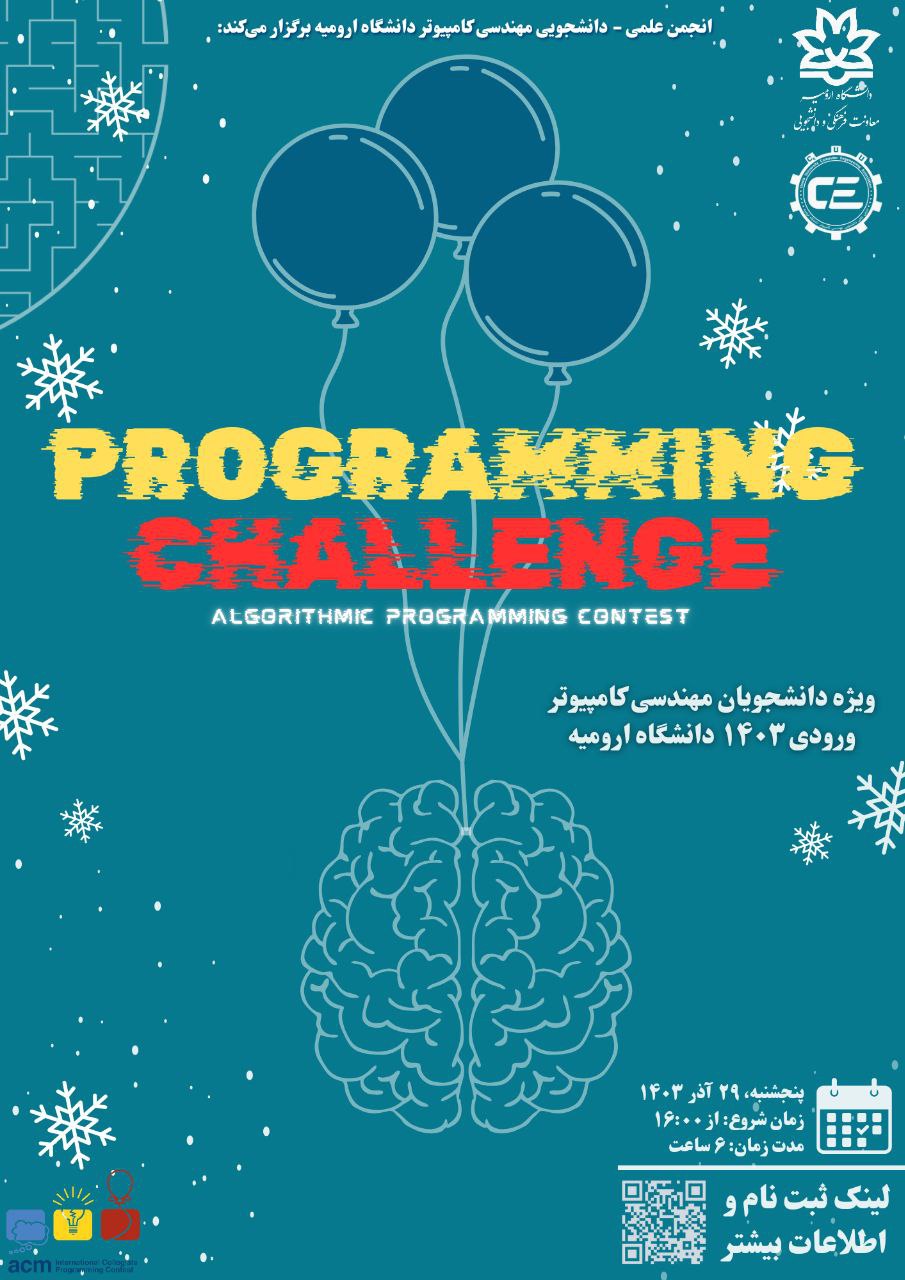 انجمن علمی - دانشجویی مهندسی کامپیوتر دانشگاه ارومیه برگزار می‌کند:
دانشگاه ارومیه
معاونت فرهنگی و دانشجویی
CUU
CE
PROGRAMMING
CHALLENGE
ALGORITHMIC PROGRAMMING CONTEST
ویژه دانشجویان مهندسی کامپیوتر
ورودی ۱۴۰۳ دانشگاه ارومیه
پنجشنبه، ۲۹ آذر ۱۴۰۳
زمان شروع: از ۱۶:۰۰
مدت زمان: ۶ ساعت
لینک ثبت نام و
اطلاعات بیشتر
acm International Collegiate
Programming Contest